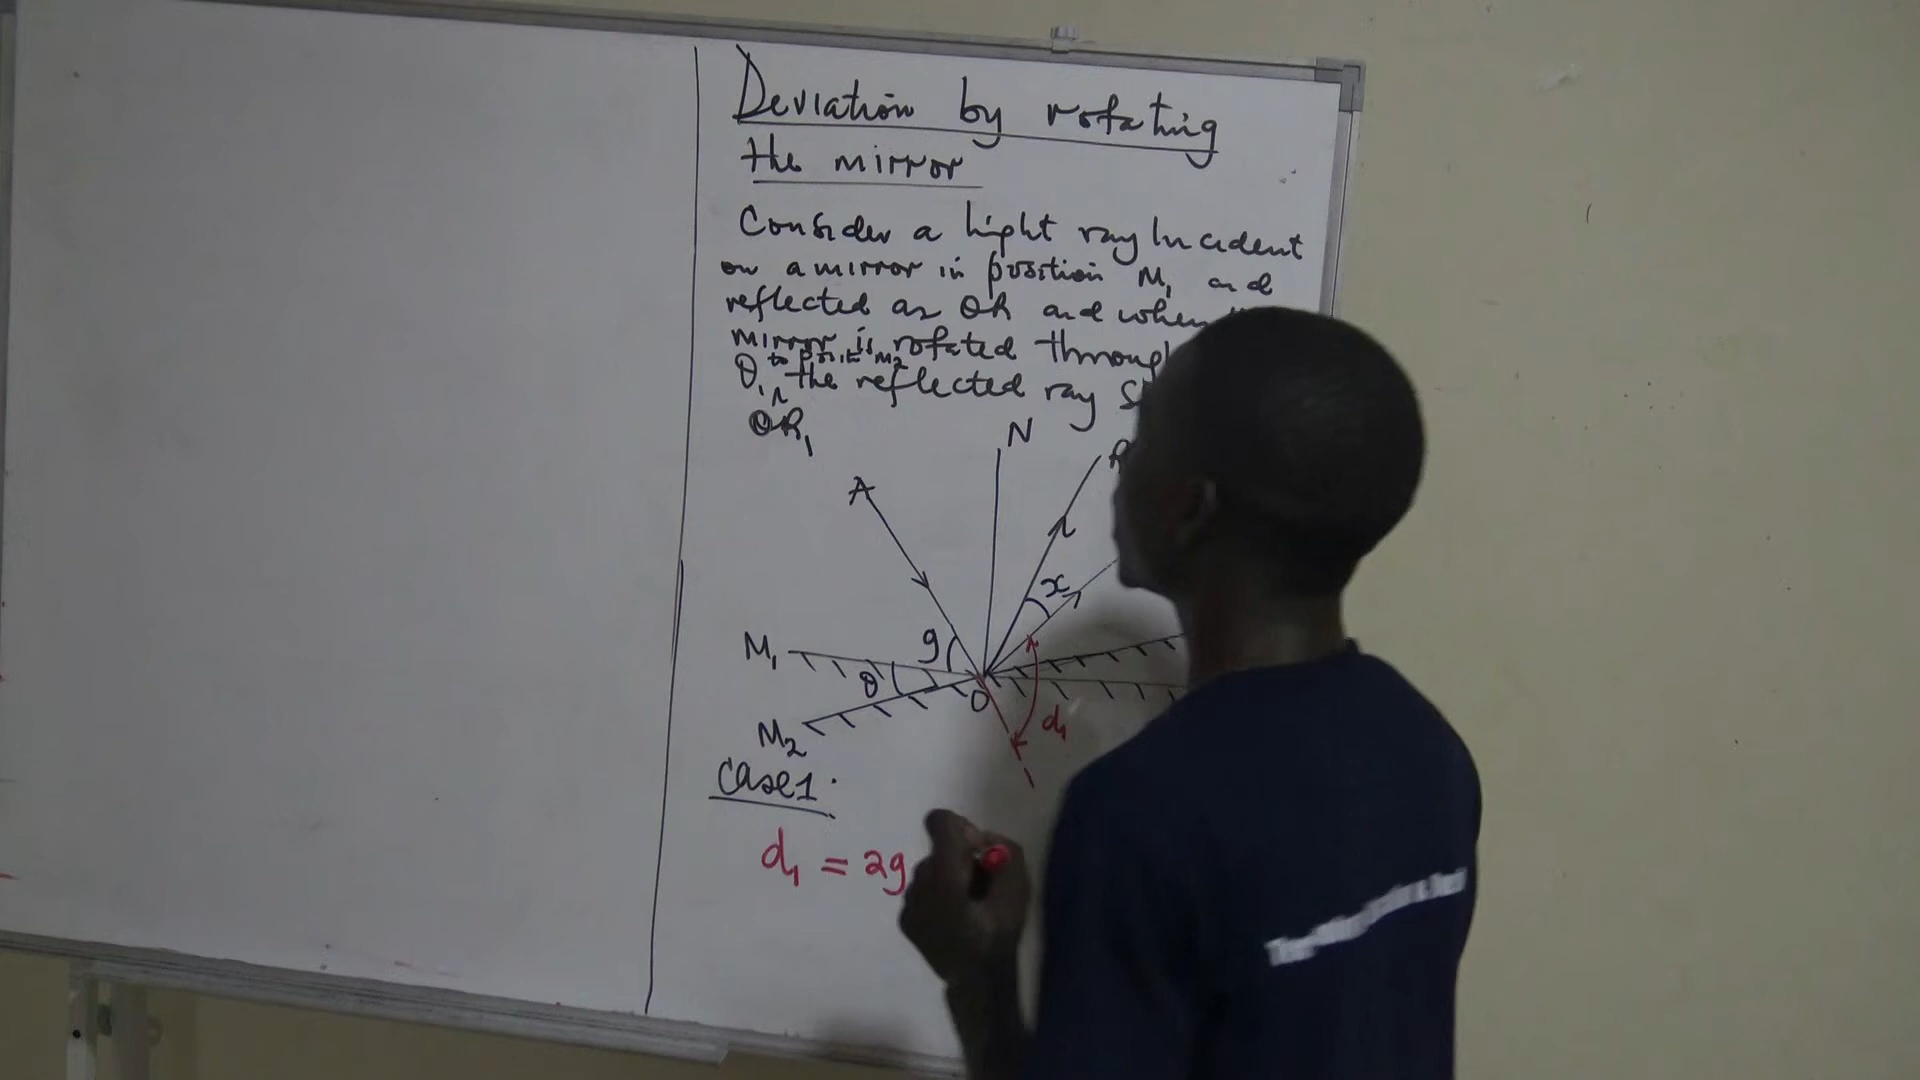 Deviation by rotating
the mirror
Consider a light ray incident
on a mirror in position M₁ and
reflected as OR and when
mirror is rotated through
to posit M₂
θ, the reflected ray
OR₁
N
A
x
g
M₁
θ
O
d₁
M₂
Case 1.
d₁ = 2g